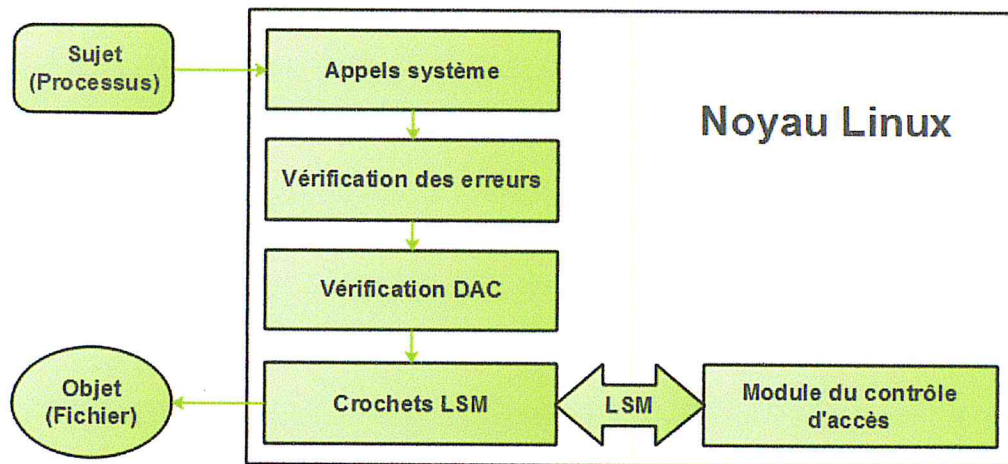 Sujet
(Processus)
Appels système
Noyau Linux
Vérification des erreurs
Vérification DAC
Objet
(Fichier)
Crochets LSM
LSM
Module du contrôle
d'accès